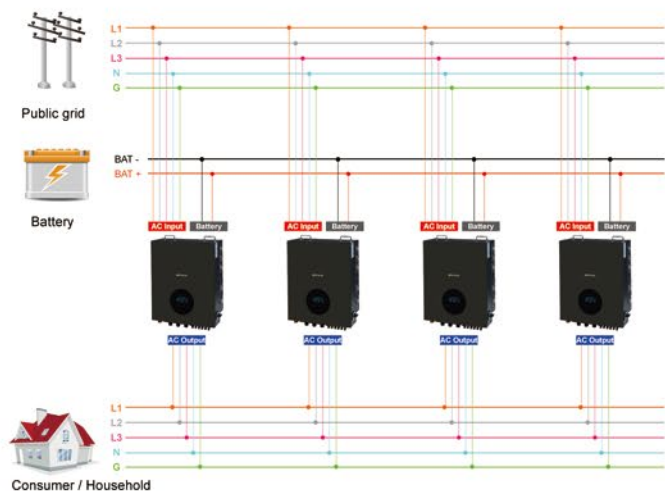 L1
L2
L3
N
G
Public grid
BAT -
BAT +
Battery
AC Input Battery AC Input Battery AC Input Battery AC Input Battery
AC Output AC Output AC Output AC Output
L1
L2
L3
N
G
Consumer / Household